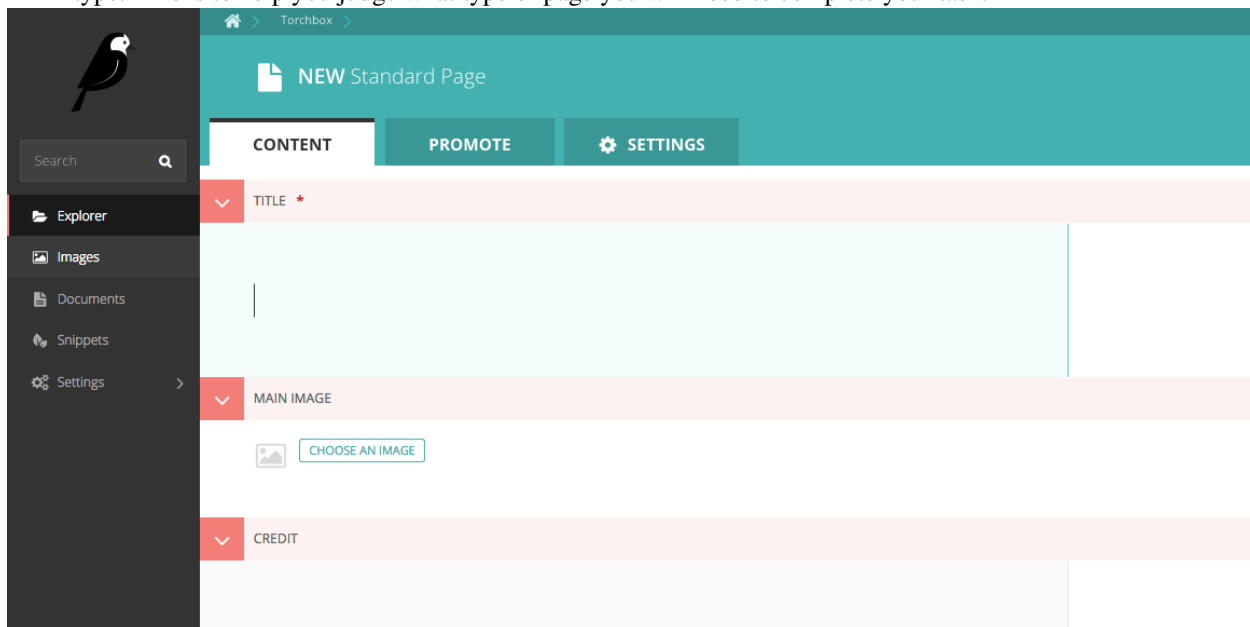 Torchbox
NEW Standard Page
CONTENT PROMOTE SETTINGS
Search
Explorer
Images
Documents
Snippets
Settings
TITLE *
MAIN IMAGE
CHOOSE AN IMAGE
CREDIT